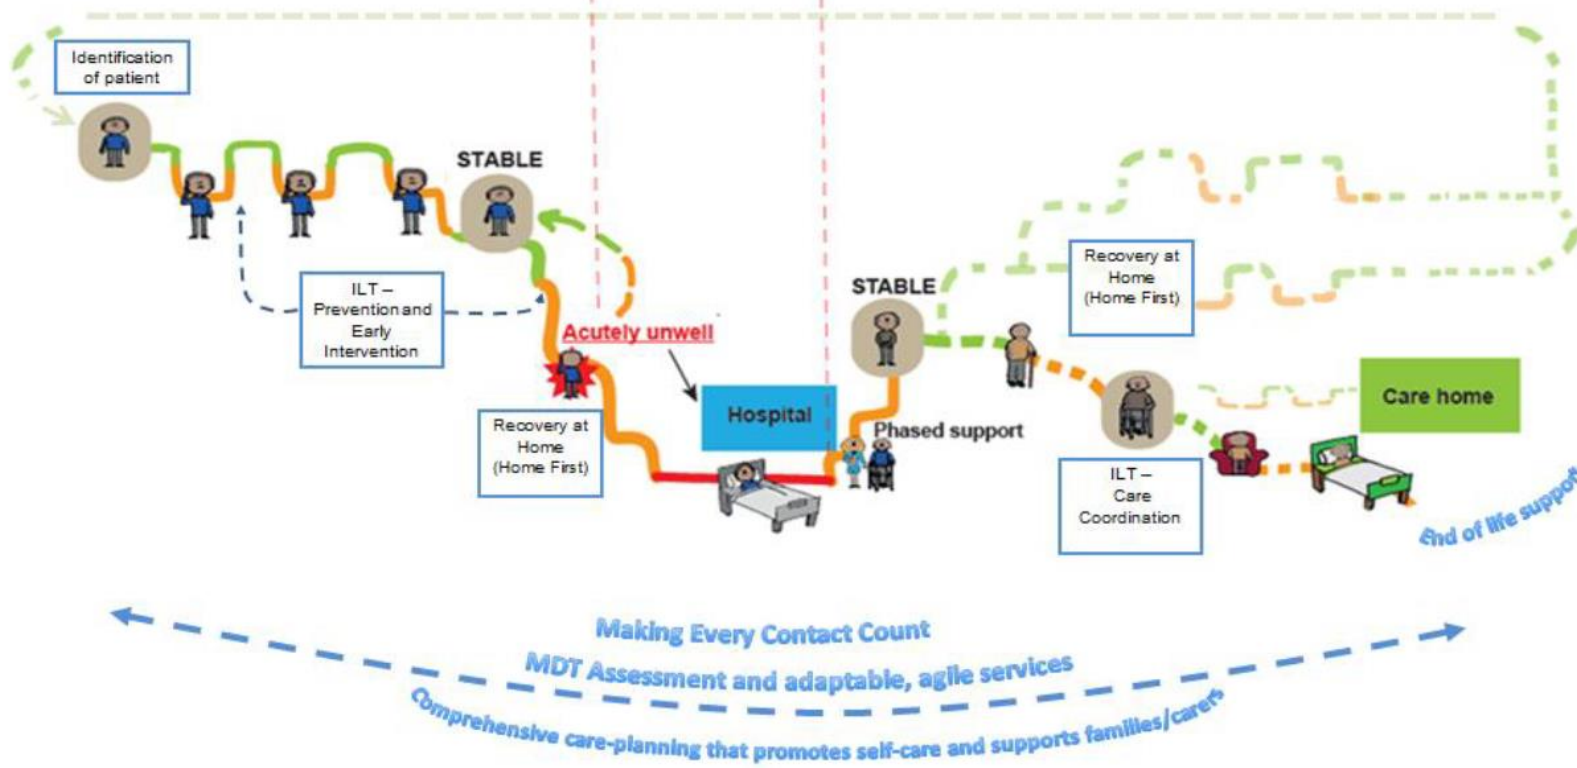 Identification
of patient
STABLE
ILT –
Prevention and
Early
Intervention
Acutely unwell
Recovery at
Home
(Home First)
Hospital
STABLE
Phased support
Recovery at
Home
(Home First)
ILT –
Care
Coordination
Care home
End of life support
Making Every Contact Count
MDT Assessment and adaptable, agile services
Comprehensive care-planning that promotes self-care and supports families/carers